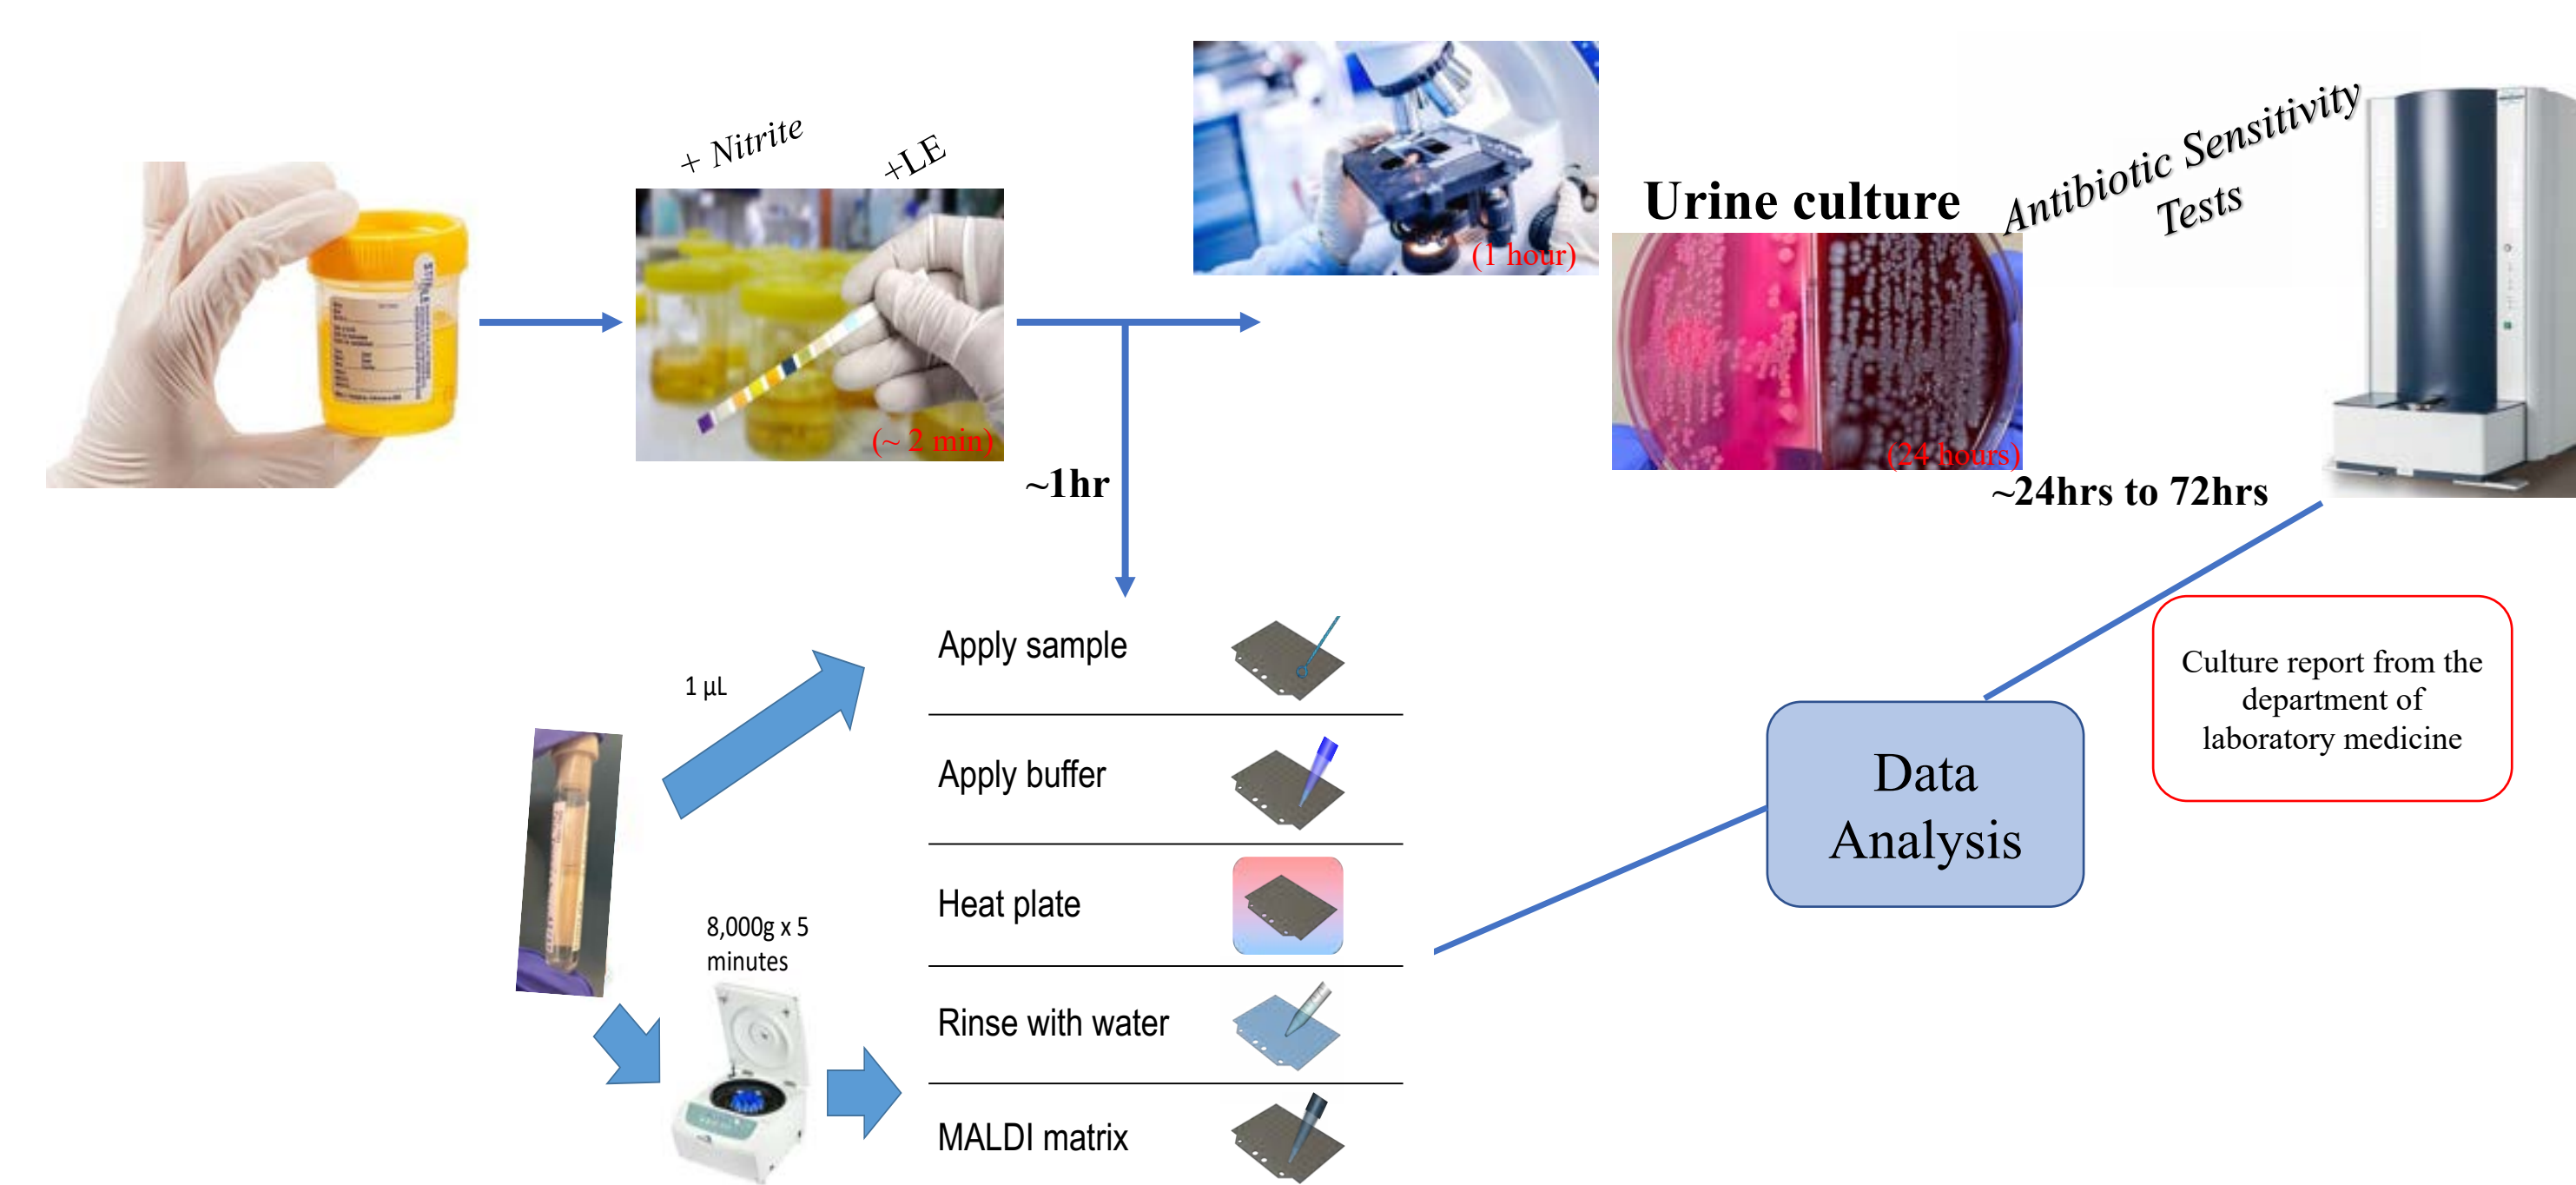 + Nitrite
+LE
(~ 2 min)
(1 hour)
Urine culture
(24 hours)
Antibiotic Sensitivity
Tests
~24hrs to 72hrs
~1hr
1 µL
8,000g x 5
minutes
Apply sample
Apply buffer
Heat plate
Rinse with water
MALDI matrix
Data
Analysis
Culture report from the
department of
laboratory medicine